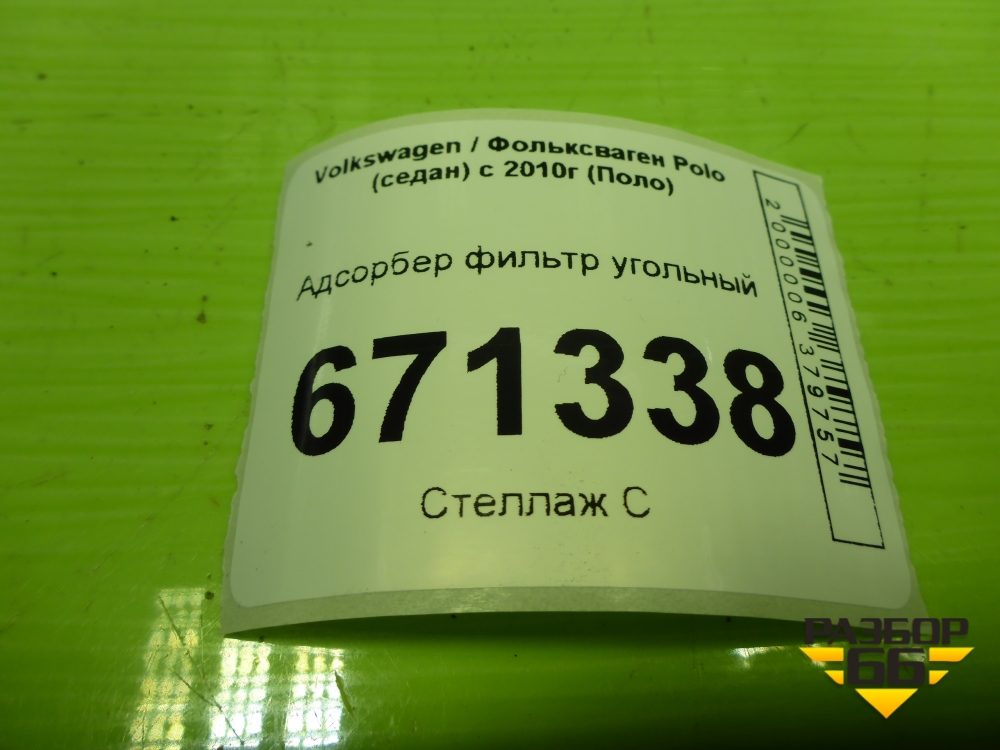 Volkswagen / Фольксваген Polo
(седан) с 2010г (Поло)
Адсорбер фильтр угольный
671338
Стеллаж С
2000006379757
РАЗБОР
66